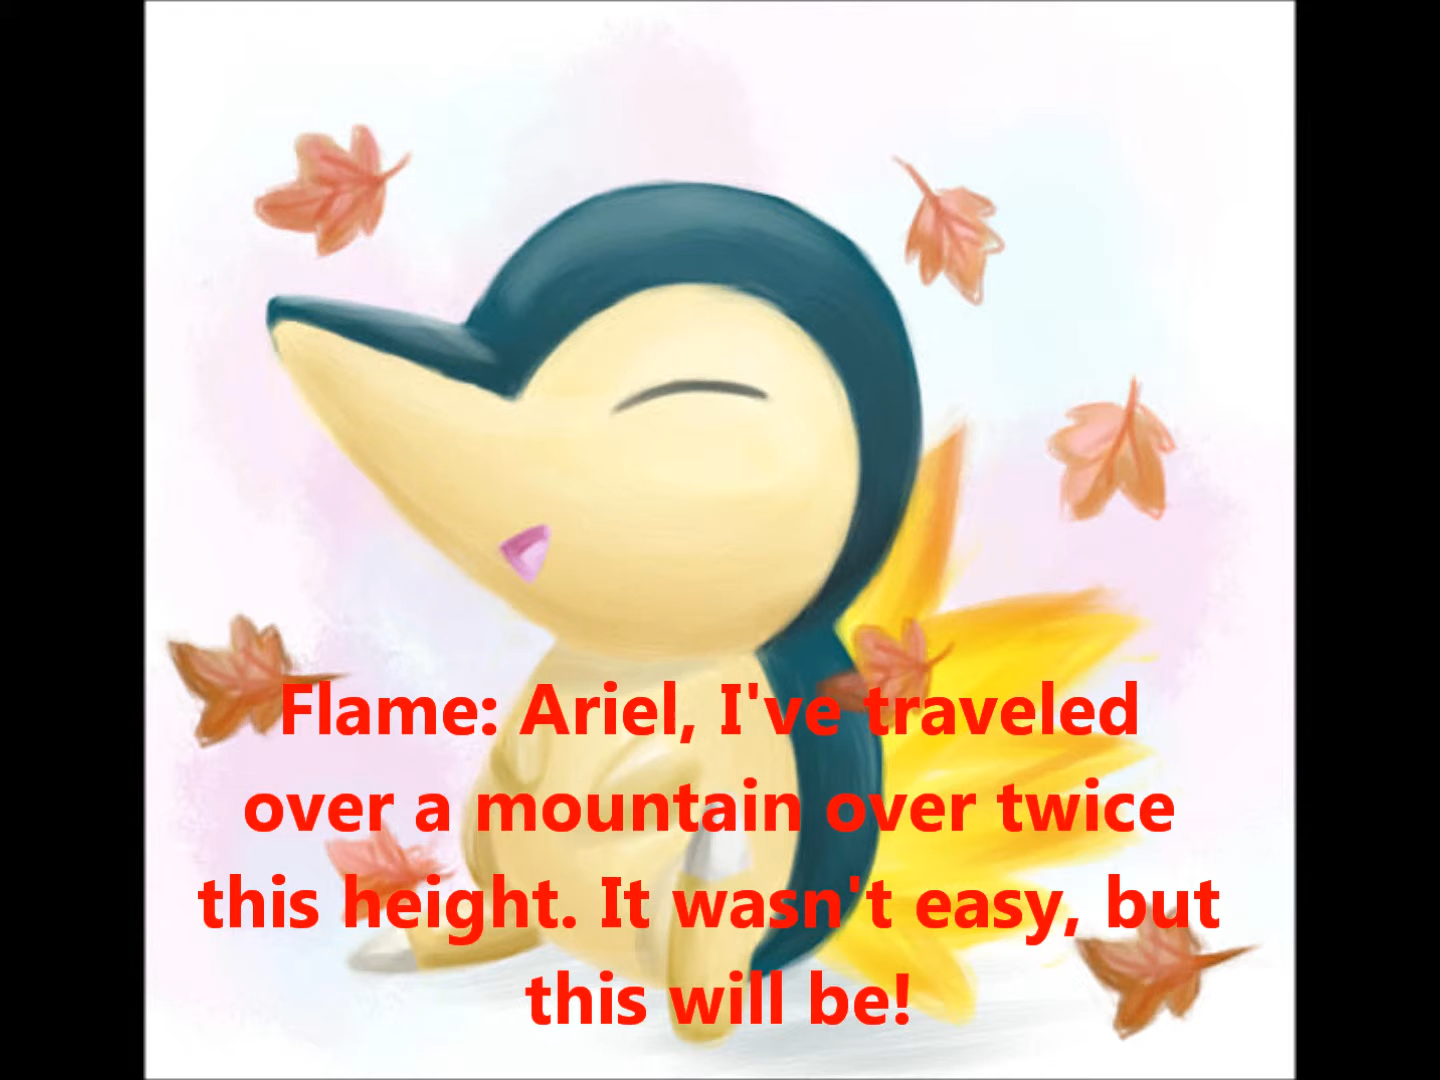 Flame: Ariel, I've traveled
over a mountain over twice
this height. It wasn't easy, but
this will be!